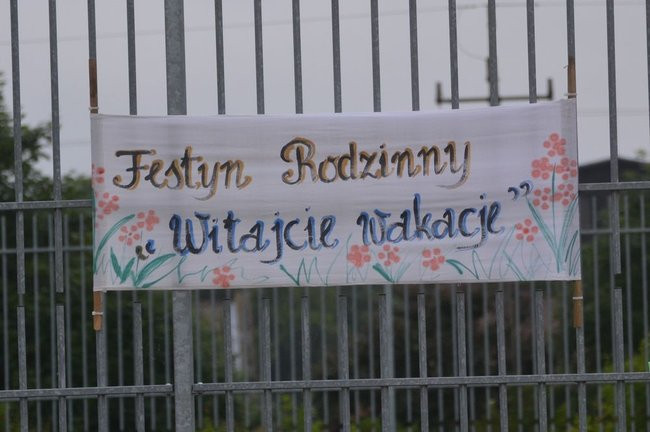 Festyn Rodzinny
„Witajcie Wakacje”